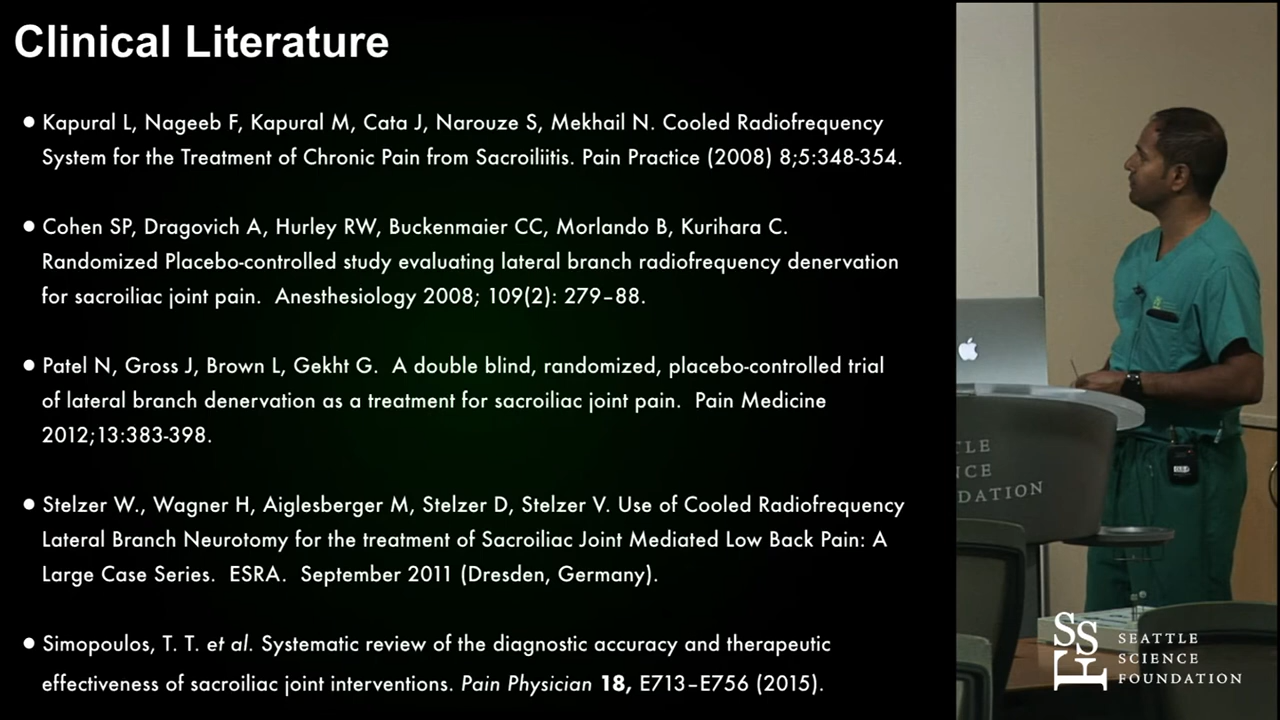 Clinical Literature
• Kapural L, Nageeb F, Kapural M, Cata J, Narouze S, Mekhail N. Cooled Radiofrequency
System for the Treatment of Chronic Pain from Sacroiliitis. Pain Practice (2008) 8;5:348-354.
• Cohen SP, Dragovich A, Hurley RW, Buckenmaier CC, Morlando B, Kurihara C.
Randomized Placebo-controlled study evaluating lateral branch radiofrequency denervation
for sacroiliac joint pain. Anesthesiology 2008; 109(2): 279–88.
• Patel N, Gross J, Brown L, Gekht G. A double blind, randomized, placebo-controlled trial
of lateral branch denervation as a treatment for sacroiliac joint pain. Pain Medicine
2012;13:383-398.
• Stelzer W., Wagner H, Aiglesberger M, Stelzer D, Stelzer V. Use of Cooled Radiofrequency
Lateral Branch Neurotomy for the treatment of Sacroiliac Joint Mediated Low Back Pain: A
Large Case Series. ESRA. September 2011 (Dresden, Germany).
• Simopoulos, T. T. et al. Systematic review of the diagnostic accuracy and therapeutic
effectiveness of sacroiliac joint interventions. Pain Physician 18, E713–E756 (2015).
TLE
NCE
DATION
SSF
SEATTLE
SCIENCE
FOUNDATION